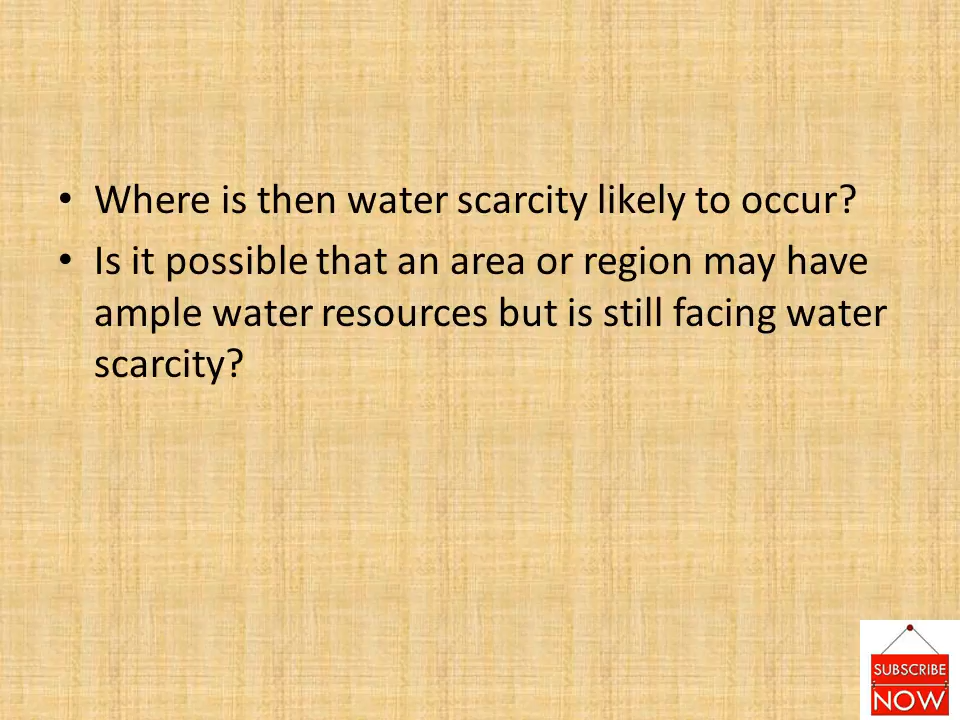 • Where is then water scarcity likely to occur?
• Is it possible that an area or region may have
ample water resources but is still facing water
scarcity?
SUBSCRIBE
NOW